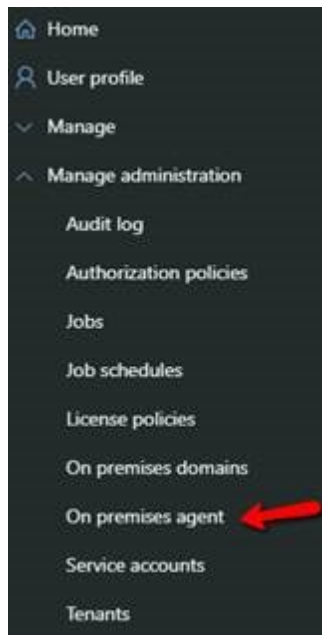 Home
User profile
Manage
Manage administration
Audit log
Authorization policies
Jobs
Job schedules
License policies
On premises domains
On premises agent
Service accounts
Tenants